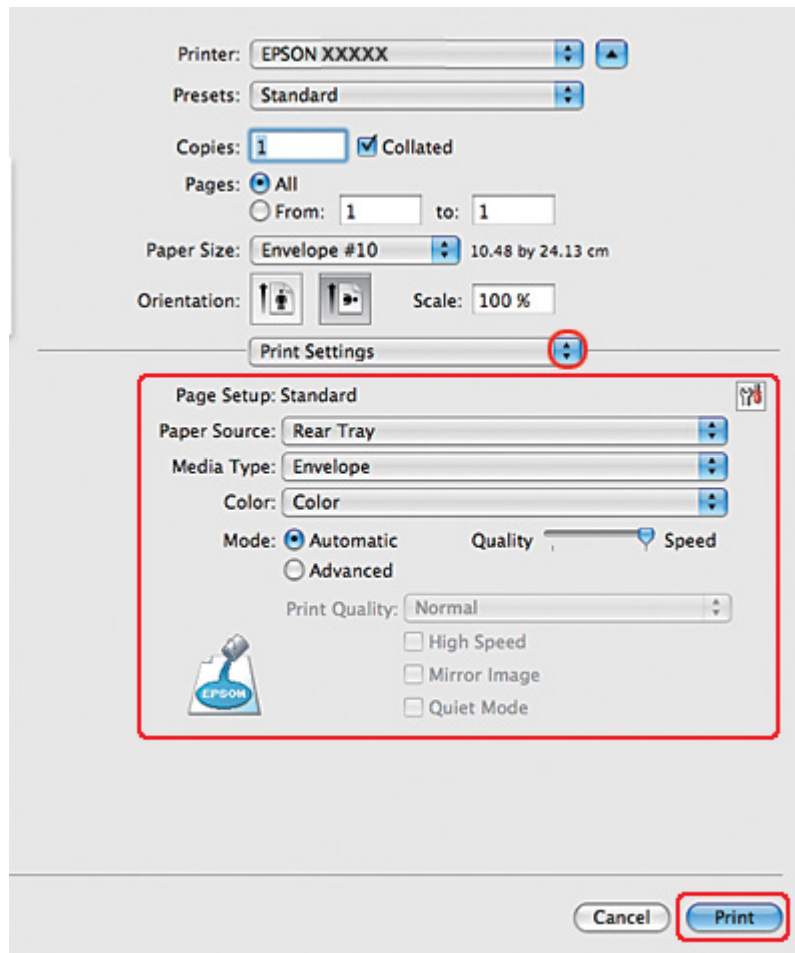 Printer: EPSON XXXXX
Presets: Standard
Copies: 1 Collated
Pages: All
From: 1 to: 1
Paper Size: Envelope #10 10.48 by 24.13 cm
Orientation: Scale: 100 %
Print Settings
Page Setup: Standard
Paper Source: Rear Tray
Media Type: Envelope
Color: Color
Mode: Automatic Quality Speed
Advanced
Print Quality: Normal
High Speed
Mirror Image
EPSON
Quiet Mode
Cancel Print